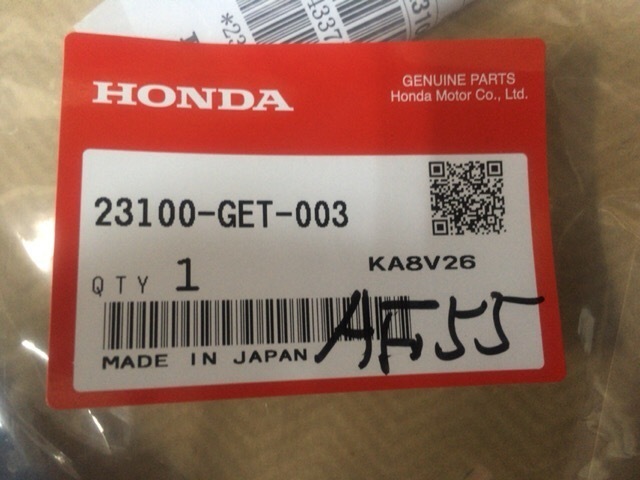 HONDA
GENUINE PARTS
Honda Motor Co., Ltd.
23100-GET-003
KA8V26
QTY 1
MADE IN JAPAN
AF55